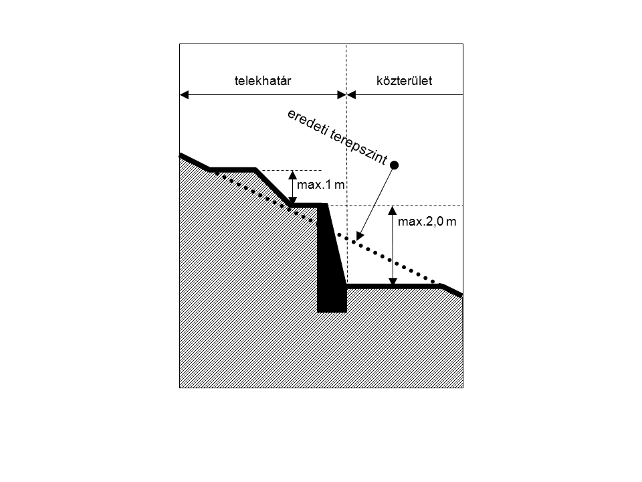 telekhatár
közterület
eredeti terepszint
max.1 m
max.2,0 m